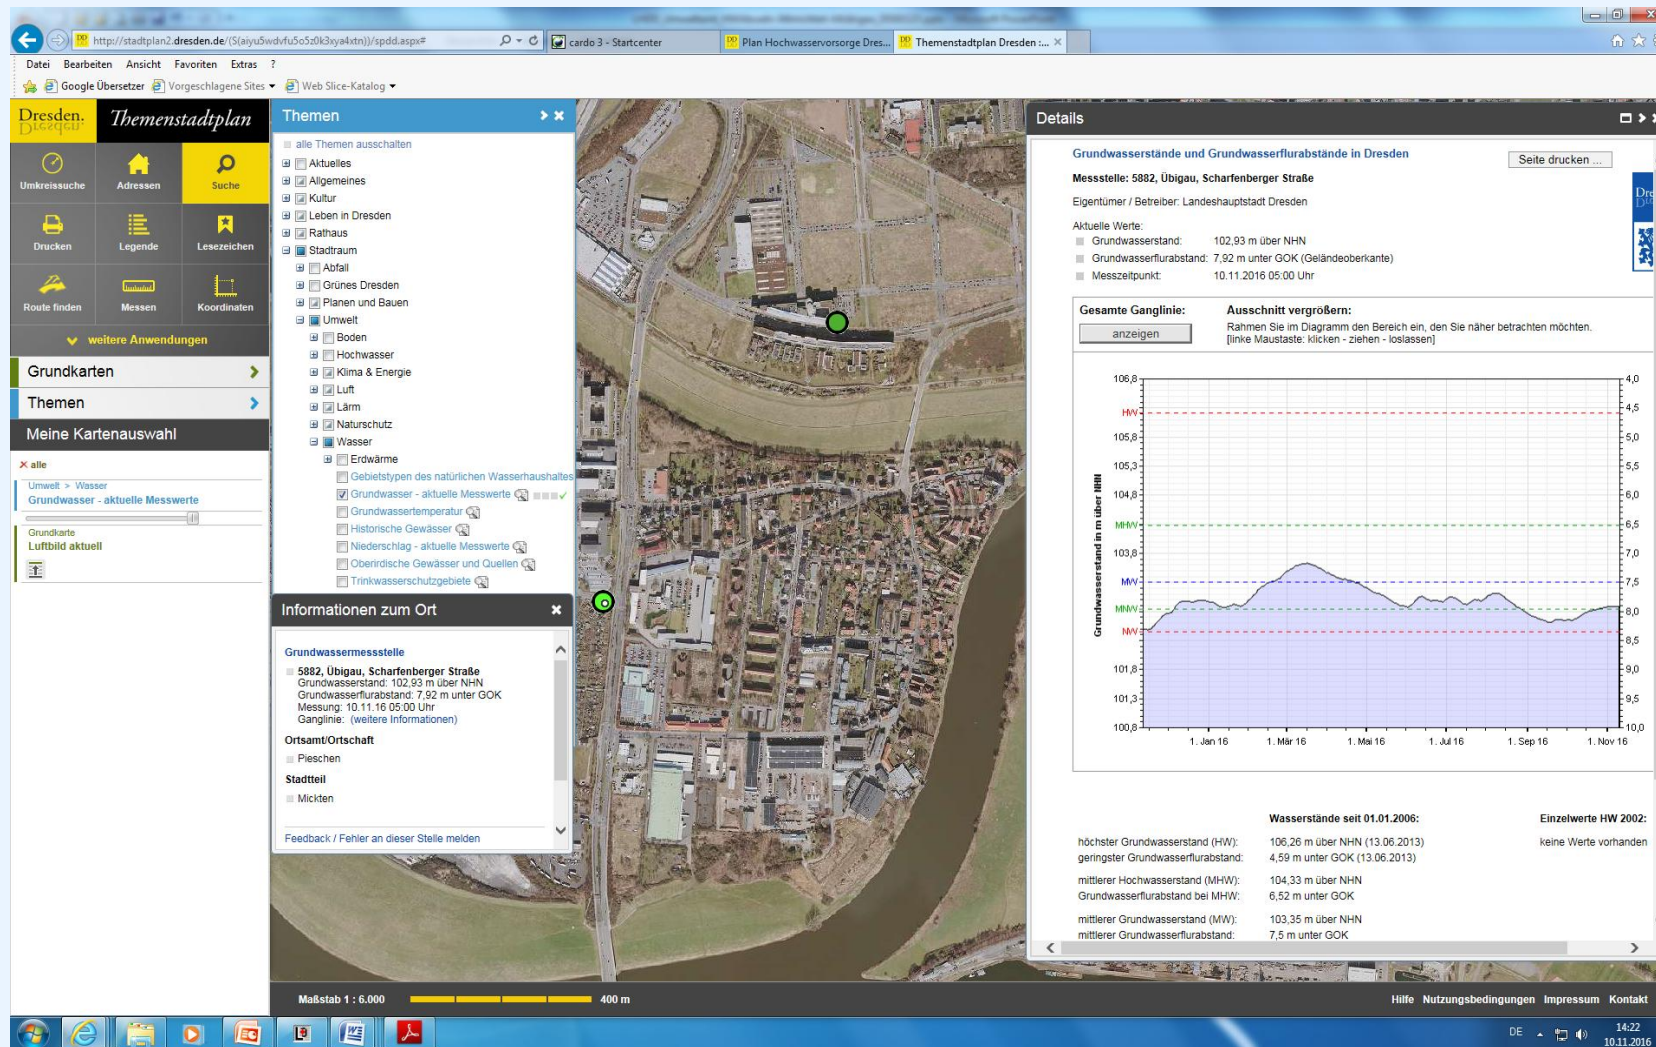 http://stadtplan2.dresden.de/(S(aiyu5wdvfu5o5z0k3xya4xtn))/spdd.aspx#
cardo 3 - Startcenter
Plan Hochwasservorsorge Dres...
Themenstadtplan Dresden :...
Datei Bearbeiten Ansicht Favoriten Extras ?
Google Übersetzer Vorgeschlagene Sites Web Slice-Katalog
Dresden.
Themenstadtplan
Umkreissuche Adressen Suche
Drucken Legende Lesezeichen
Route finden Messen Koordinaten
weitere Anwendungen
Grundkarten
Themen
Meine Kartenauswahl
alle
Umwelt > Wasser
Grundwasser - aktuelle Messwerte
Grundkarte
Luftbild aktuell
Themen
alle Themen ausschalten
Aktuelles
Allgemeines
Kultur
Leben in Dresden
Rathaus
Stadtraum
Abfall
Grünes Dresden
Planen und Bauen
Umwelt
Boden
Hochwasser
Klima & Energie
Luft
Lärm
Naturschutz
Wasser
Erdwärme
Gebietstypen des natürlichen Wasserhaushaltes
Grundwasser - aktuelle Messwerte
Grundwassertemperatur
Historische Gewässer
Niederschlag - aktuelle Messwerte
Oberirdische Gewässer und Quellen
Trinkwasserschutzgebiete
Informationen zum Ort
Grundwassermessstelle
5882, Übigau, Scharfenberger Straße
Grundwasserstand: 102,93 m über NHN
Grundwasserflurabstand: 7,92 m unter GOK
Messung: 10.11.16 05:00 Uhr
Ganglinie: (weitere Informationen)
Ortsamt/Ortschaft
Pieschen
Stadtteil
Mickten
Feedback / Fehler an dieser Stelle melden
Details
Grundwasserstände und Grundwasserflurabstände in Dresden
Seite drucken ...
Messstelle: 5882, Übigau, Scharfenberger Straße
Eigentümer / Betreiber: Landeshauptstadt Dresden
Aktuelle Werte:
Grundwasserstand: 102,93 m über NHN
Grundwasserflurabstand: 7,92 m unter GOK (Geländeoberkante)
Messzeitpunkt: 10.11.2016 05:00 Uhr
Gesamte Ganglinie: Ausschnitt vergrößern:
anzeigen
Rahmen Sie im Diagramm den Bereich ein, den Sie näher betrachten möchten.
[linke Maustaste: klicken - ziehen - loslassen]
Grundwasserstand in m über NHN
106,8 4,0
HW 4,5
105,8 5,0
105,3 5,5
104,8 6,0
MHW 6,5
103,8 7,0
MW 7,5
MNW 8,0
NW 8,5
101,8 9,0
101,3 9,5
100,8 10,0
1. Jan 16 1. Mär 16 1. Mai 16 1. Jul 16 1. Sep 16 1. Nov 16
Wasserstände seit 01.01.2006: Einzelwerte HW 2002:
höchster Grundwasserstand (HW): 106,26 m über NHN (13.06.2013) keine Werte vorhanden
geringster Grundwasserflurabstand: 4,59 m unter GOK (13.06.2013)
mittlerer Hochwasserstand (MHW): 104,33 m über NHN
Grundwasserflurabstand bei MHW: 6,52 m unter GOK
mittlerer Grundwasserstand (MW): 103,35 m über NHN
mittlerer Grundwasserflurabstand: 7,5 m unter GOK
Maßstab 1 : 6.000 400 m
Hilfe Nutzungsbedingungen Impressum Kontakt
DE
14:22
10.11.2016